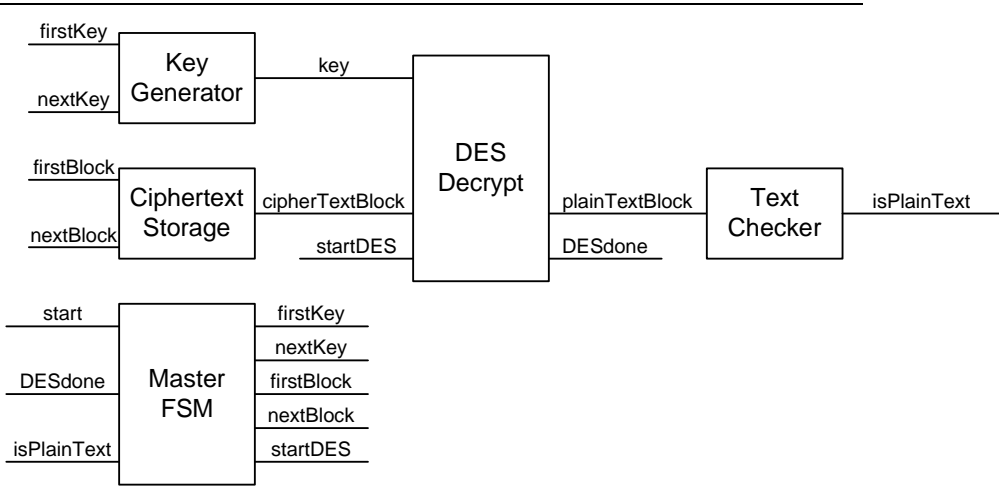 firstKey
Key
Generator
key
nextKey
DES
Decrypt
firstBlock
Ciphertext
Storage
cipherTextBlock
plainTextBlock
Text
Checker
isPlainText
nextBlock
startDES
DESdone
start
firstKey
nextKey
DESdone
Master
FSM
firstBlock
nextBlock
isPlainText
startDES